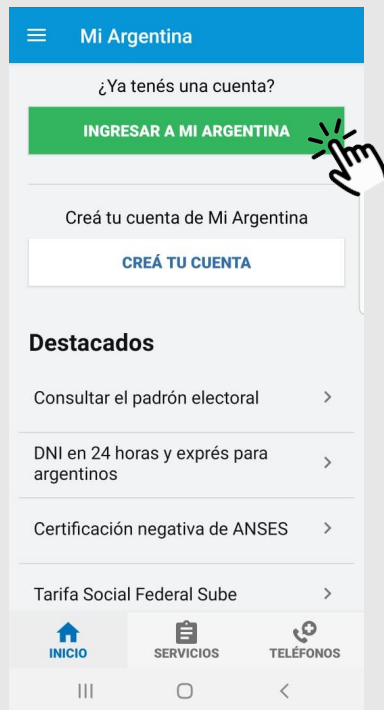 Mi Argentina
¿Ya tenés una cuenta?
INGRESAR A MI ARGENTINA
Creá tu cuenta de Mi Argentina
CREÁ TU CUENTA
Destacados
Consultar el padrón electoral
DNI en 24 horas y exprés para
argentinos
Certificación negativa de ANSES
Tarifa Social Federal Sube
INICIO
SERVICIOS
TELÉFONOS